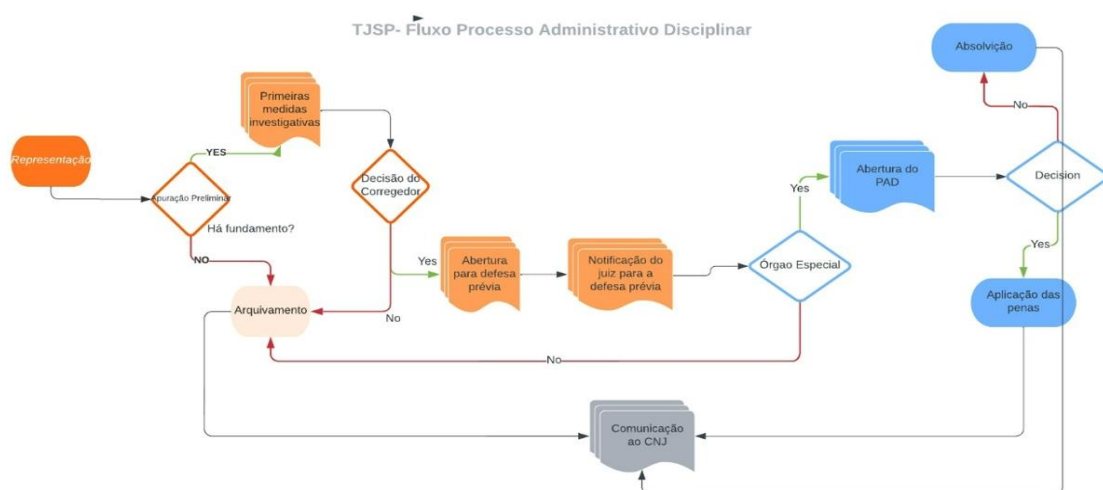 TJSP- Fluxo Processo Administrativo Disciplinar
Absolvição
No
Primeiras
medidas
investigativas
YES
Representação
Apuração Preliminar
Há fundamento?
NO
Decisão do
Corregedor
Yes
No
Abertura
para defesa
prévia
Notificação do
juiz para a
defesa prévia
Órgao Especial
Yes
No
Abertura do
PAD
Decision
Yes
Aplicação das
penas
Arquivamento
Comunicação
ao CNJ